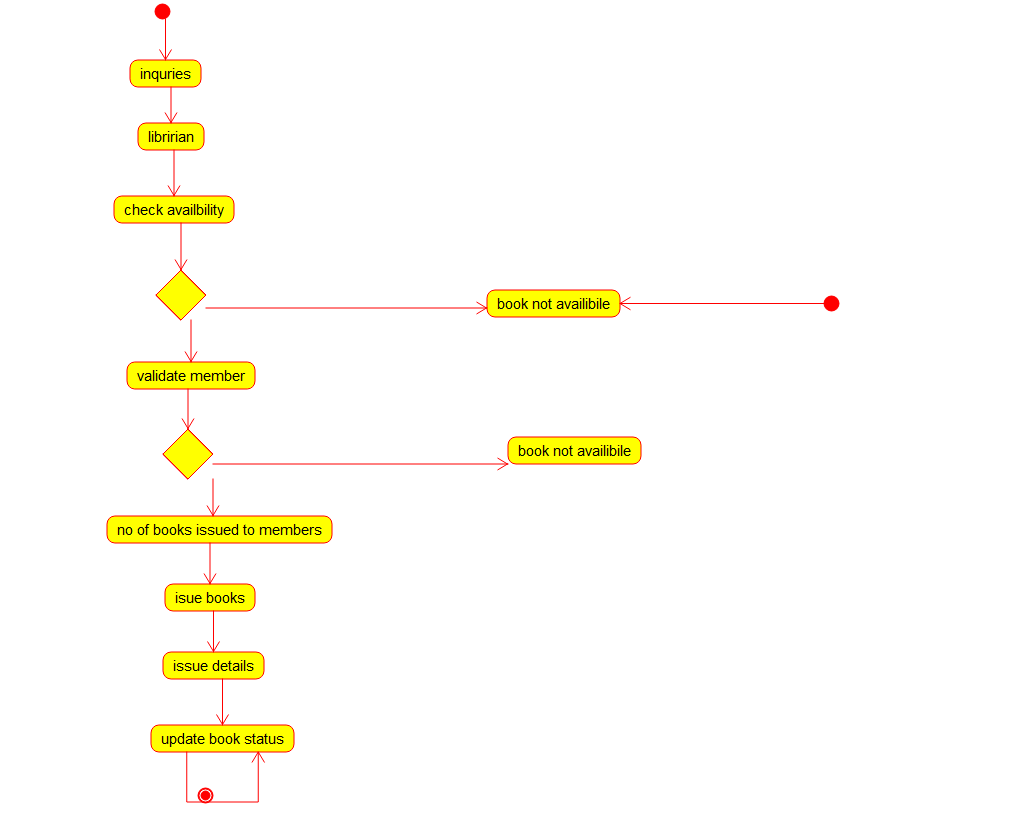 inquries
libririan
check availbility
book not availibile
validate member
book not availibile
no of books issued to members
isue books
issue details
update book status